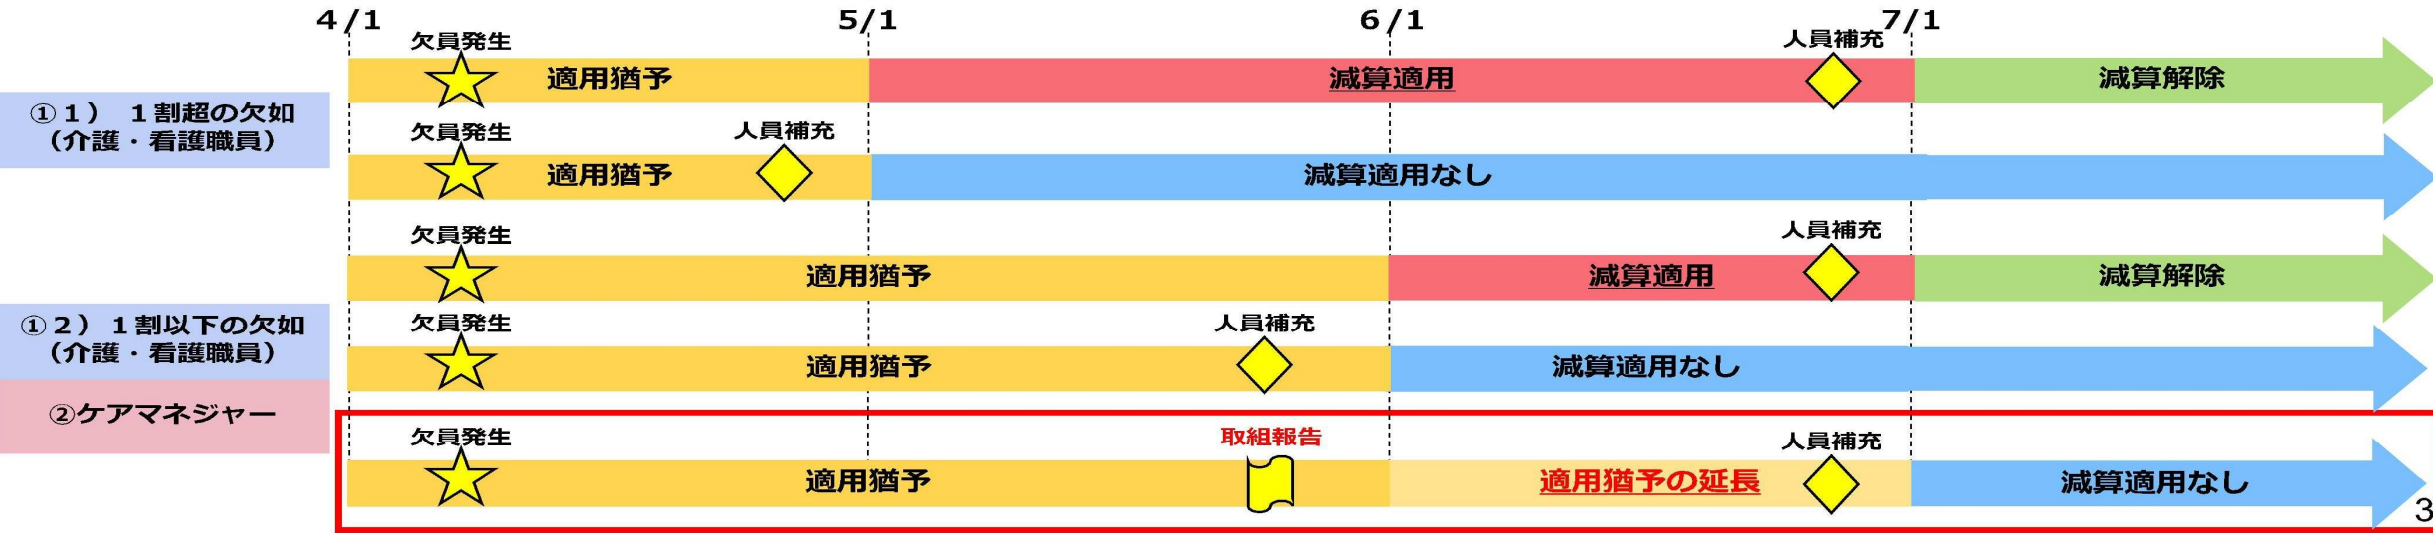 4/1
5/1
6/1
7/1
欠員発生
人員補充
適用猶予
減算適用
減算解除
①1) 1割超の欠如
(介護・看護職員)
欠員発生
人員補充
適用猶予
減算適用なし
欠員発生
人員補充
適用猶予
減算適用
減算解除
①2) 1割以下の欠如
(介護・看護職員)
欠員発生
人員補充
適用猶予
減算適用なし
②ケアマネジャー
欠員発生
取組報告
人員補充
適用猶予
適用猶予の延長
減算適用なし
3